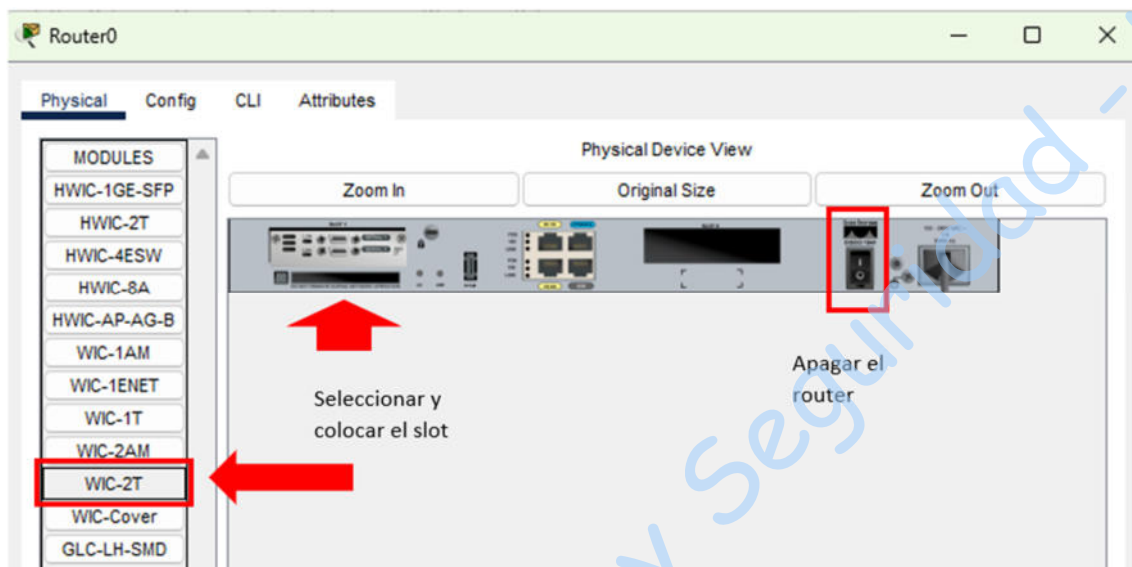 Router0
Physical Config CLI Attributes
MODULES
HWIC-1GE-SFP
HWIC-2T
HWIC-4ESW
HWIC-8A
HWIC-AP-AG-B
WIC-1AM
WIC-1ENET
WIC-1T
WIC-2AM
WIC-2T
WIC-Cover
GLC-LH-SMD
Physical Device View
Zoom In Original Size Zoom Out
Seleccionar y
colocar el slot
Apagar el
router
y Seguridad -